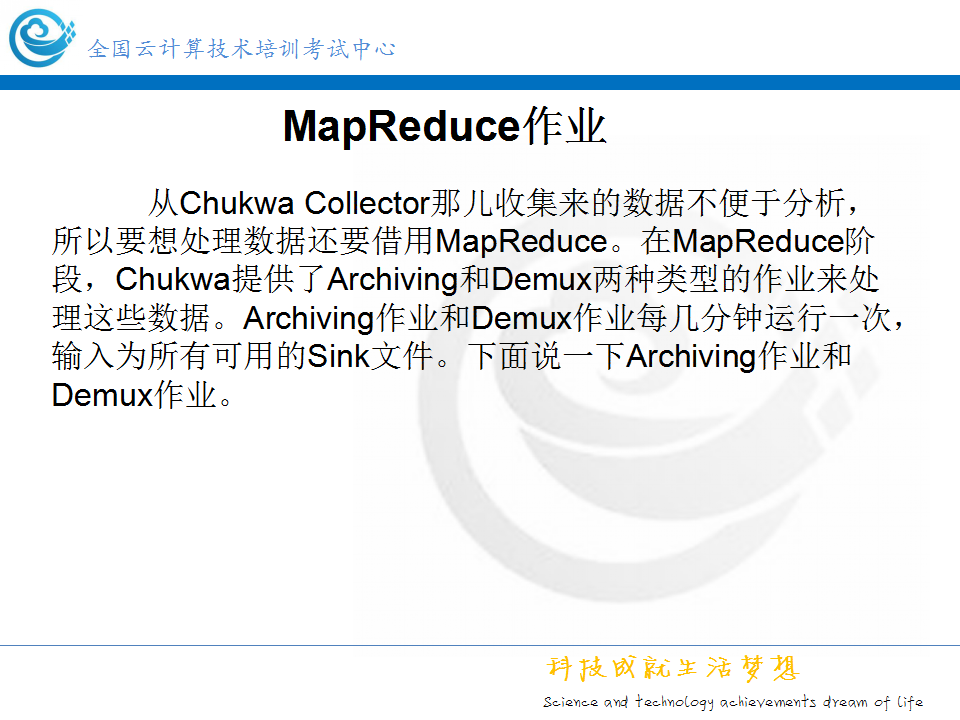 全国云计算技术培训考试中心
MapReduce作业
从Chukwa Collector那儿收集来的数据不便于分析，
所以要想处理数据还要借用MapReduce。在MapReduce阶
段，Chukwa提供了Archiving和Demux两种类型的作业来处
理这些数据。Archiving作业和Demux作业每几分钟运行一次，
输入为所有可用的Sink文件。下面说一下Archiving作业和
Demux作业。
科技成就生活梦想
Science and technology achievements dream of life